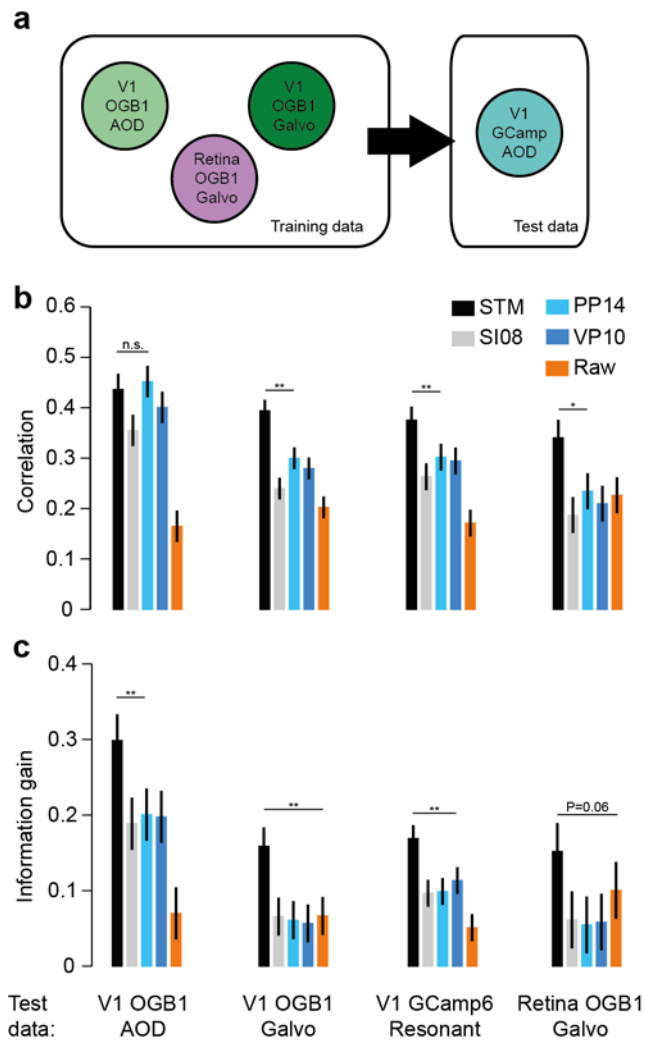 a
V1
OGB1
AOD
V1
OGB1
Galvo
Retina
OGB1
Galvo
Training data
V1
GCamp
AOD
Test data
b
0.6
0.5
0.4
0.3
0.2
0.1
0
Correlation
n.s.
**
**
*
STM
SI08
PP14
VP10
Raw
c
0.4
0.3
0.2
0.1
0
Information gain
**
**
**
P=0.06
Test
data:
V1 OGB1
AOD
V1 OGB1
Galvo
V1 GCamp6
Resonant
Retina OGB1
Galvo